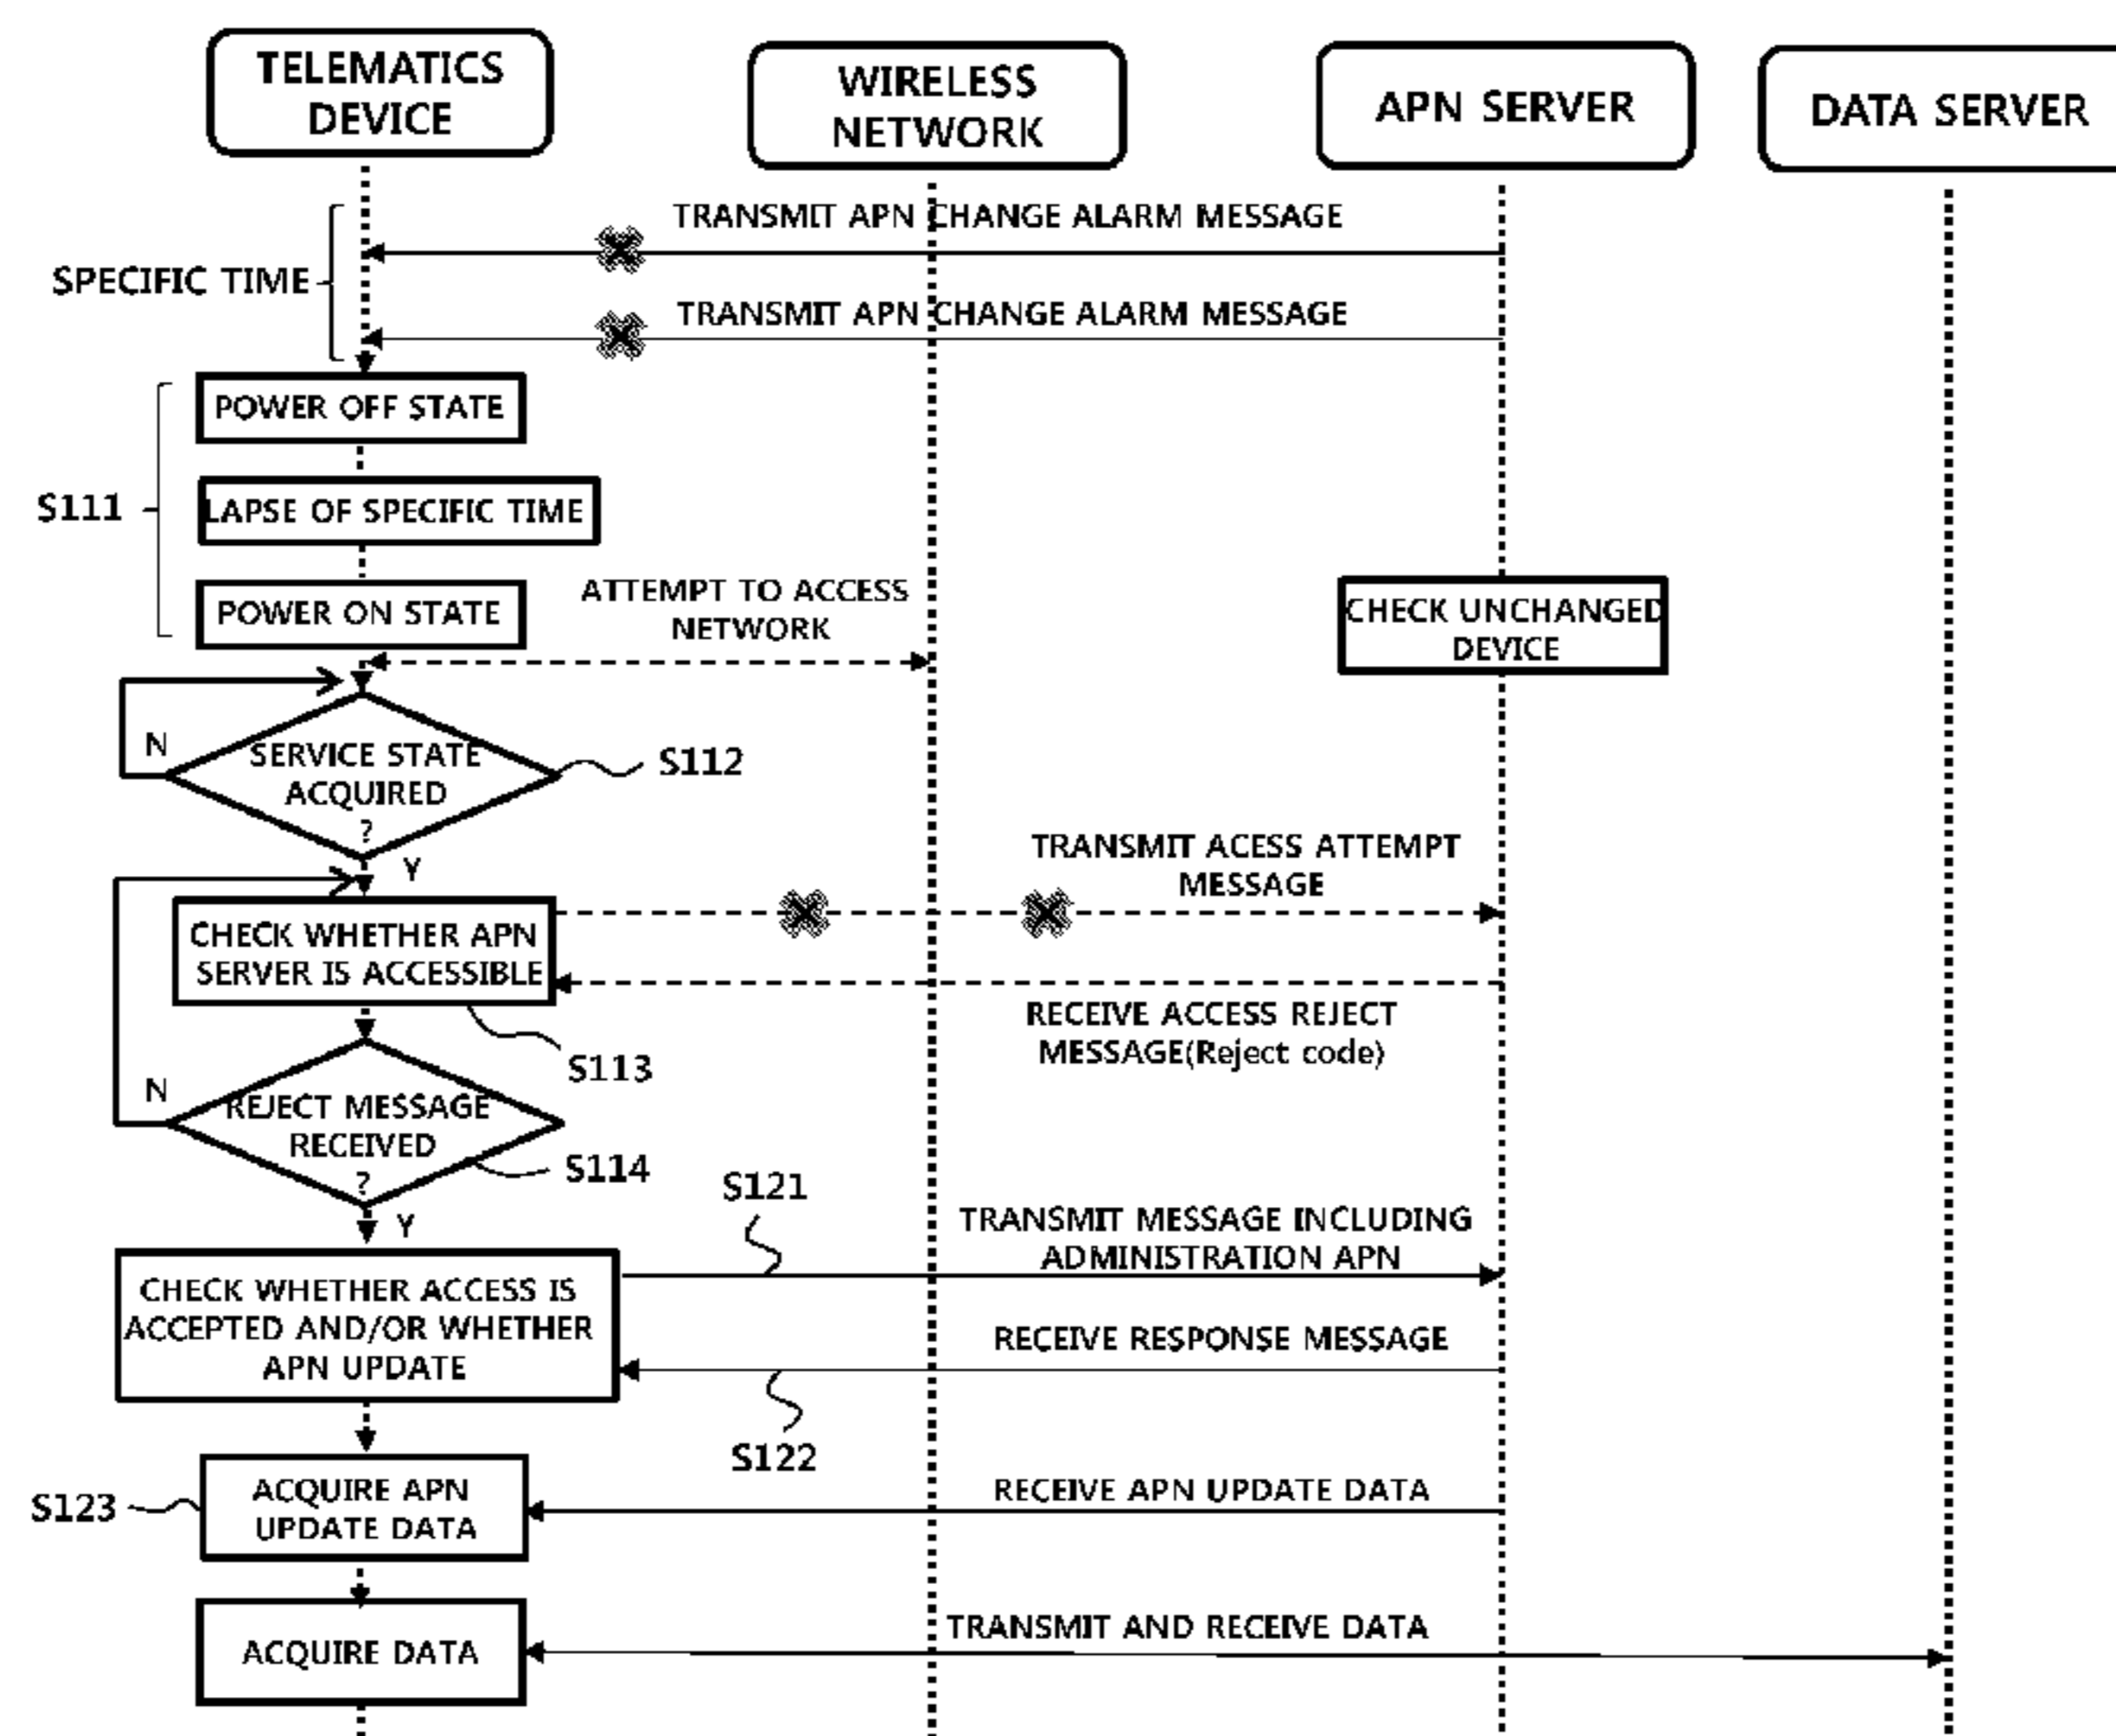 TELEMATICS
DEVICE
WIRELESS
NETWORK
APN SERVER
DATA SERVER
TRANSMIT APN CHANGE ALARM MESSAGE
SPECIFIC TIME
TRANSMIT APN CHANGE ALARM MESSAGE
POWER OFF STATE
S111
LAPSE OF SPECIFIC TIME
POWER ON STATE
ATTEMPT TO ACCESS
NETWORK
CHECK UNCHANGED
DEVICE
N
SERVICE STATE
ACQUIRED
?
S112
Y
TRANSMIT ACESS ATTEMPT
MESSAGE
CHECK WHETHER APN
SERVER IS ACCESSIBLE
RECEIVE ACCESS REJECT
MESSAGE(Reject code)
S113
N
REJECT MESSAGE
RECEIVED
?
S114
Y
S121
TRANSMIT MESSAGE INCLUDING
ADMINISTRATION APN
CHECK WHETHER ACCESS IS
ACCEPTED AND/OR WHETHER
APN UPDATE
RECEIVE RESPONSE MESSAGE
S122
S123
ACQUIRE APN
UPDATE DATA
RECEIVE APN UPDATE DATA
ACQUIRE DATA
TRANSMIT AND RECEIVE DATA